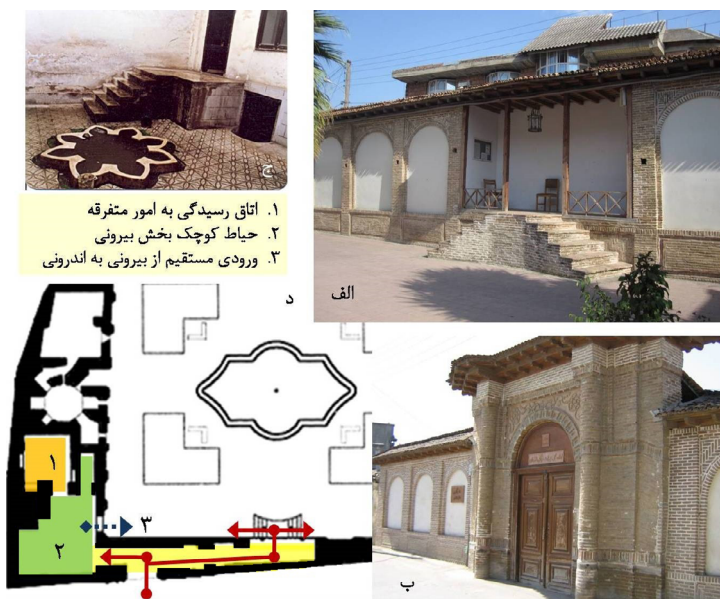 ج
۱. اتاق رسیدگی به امور متفرقه
۲. حیاط کوچک بخش بیرونی
۳. ورودی مستقیم از بیرونی به اندرونی
الف
د
۱
۳
۲
ب